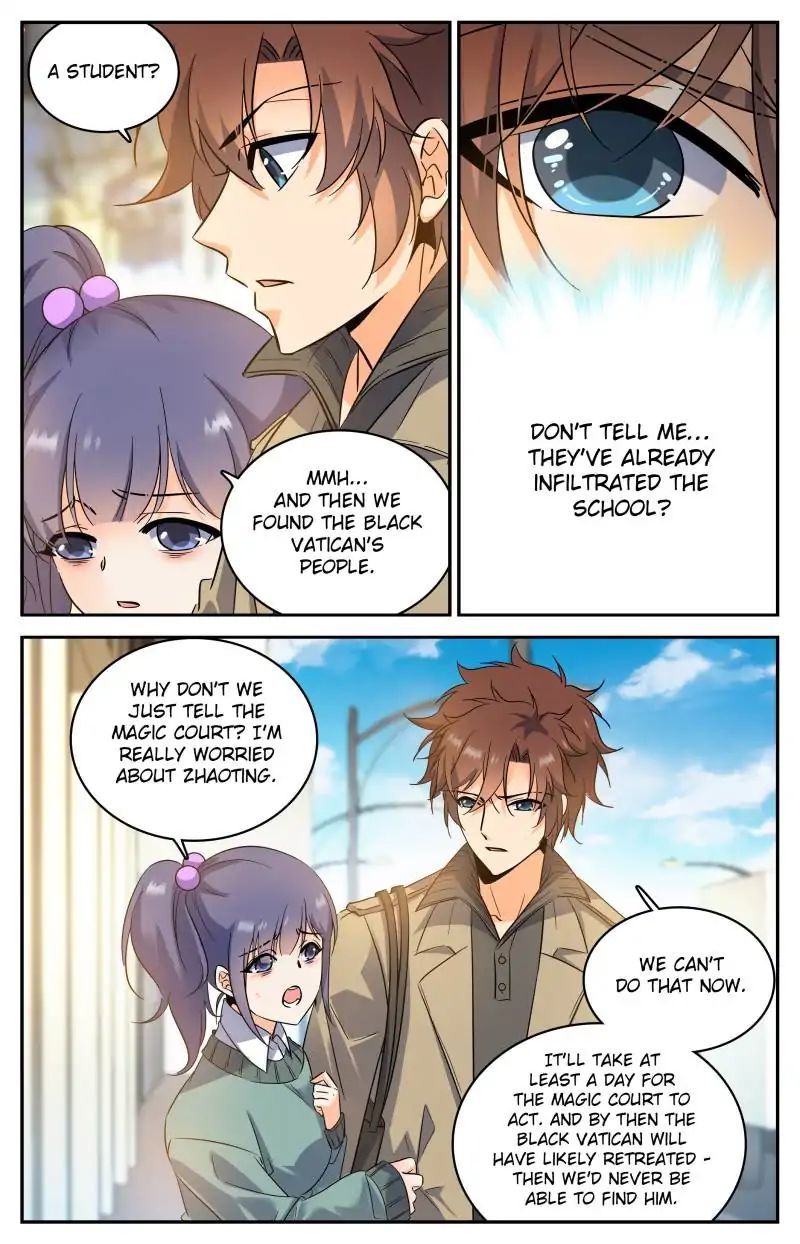 A STUDENT?
MMH...
AND THEN WE
FOUND THE BLACK
VATICAN'S
PEOPLE.
DON'T TELL ME...
THEY'VE ALREADY
INFILTRATED THE
SCHOOL?
WHY DON'T WE
JUST TELL THE
MAGIC COURT? I'M
REALLY WORRIED
ABOUT ZHAOTING.
WE CAN'T
DO THAT NOW.
IT'LL TAKE AT
LEAST A DAY FOR
THE MAGIC COURT TO
ACT. AND BY THEN THE
BLACK VATICAN WILL
HAVE LIKELY RETREATED -
THEN WE'D NEVER BE
ABLE TO FIND HIM.